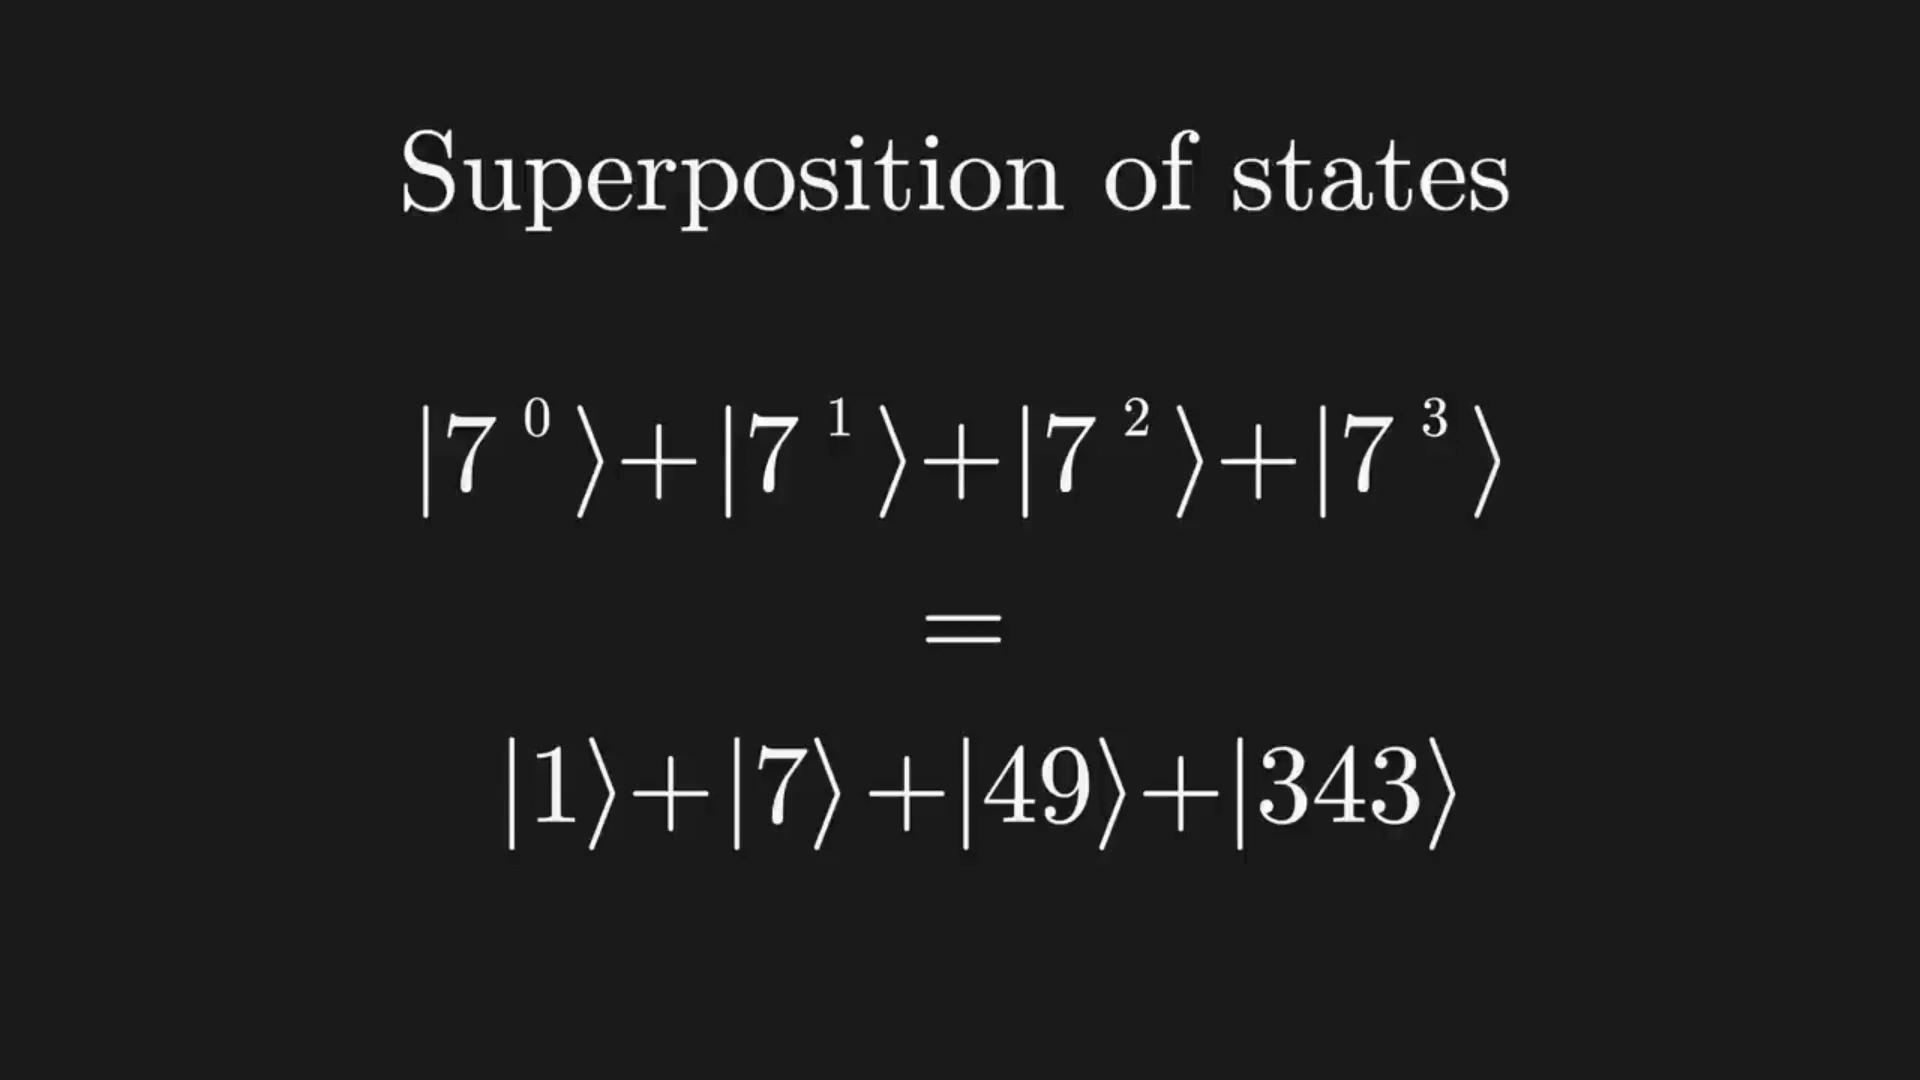 Superposition of states
|7⁰⟩+|7¹⟩+|7²⟩+|7³⟩
=
|1⟩+|7⟩+|49⟩+|343⟩